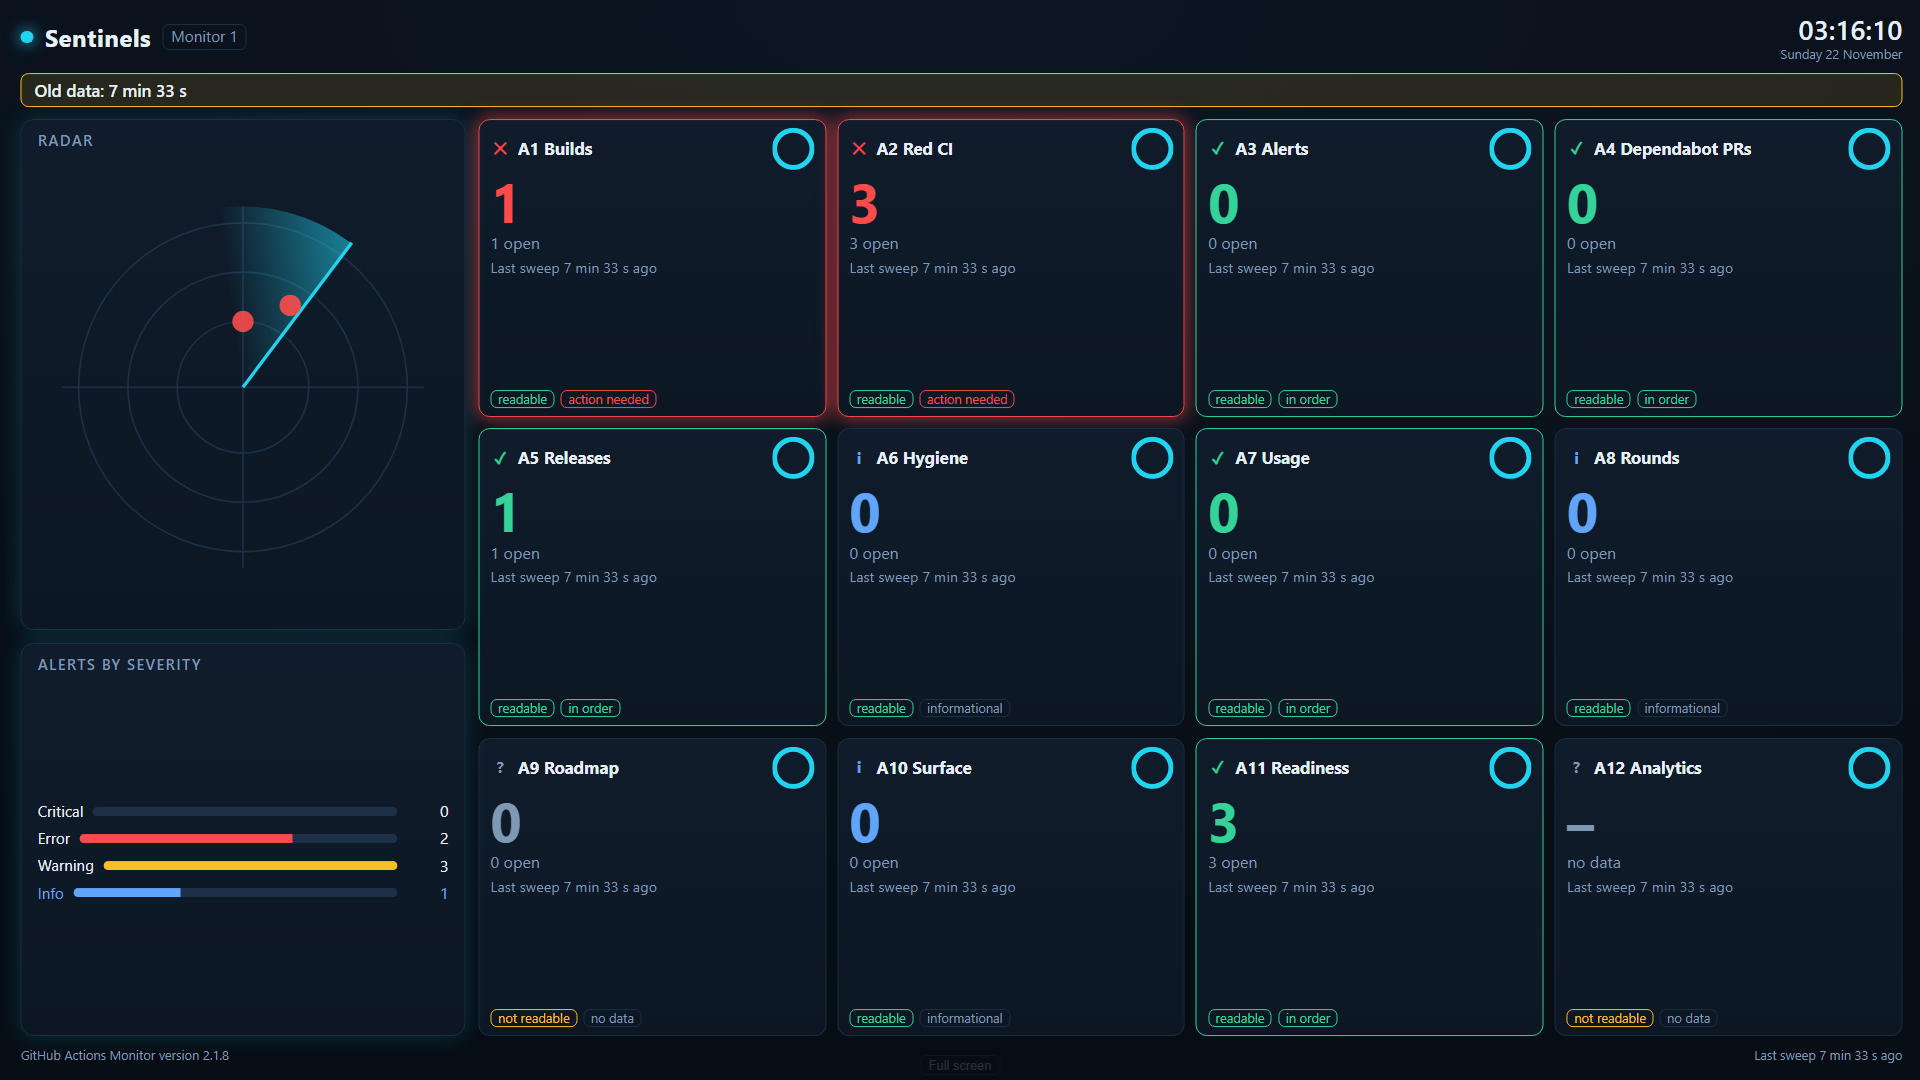 Sentinels
Monitor 1
03:16:10
Sunday 22 November
Old data: 7 min 33 s
RADAR
A1 Builds
1
1 open
Last sweep 7 min 33 s ago
readable
action needed
A2 Red CI
3
3 open
Last sweep 7 min 33 s ago
readable
action needed
A3 Alerts
0
0 open
Last sweep 7 min 33 s ago
readable
in order
A4 Dependabot PRs
0
0 open
Last sweep 7 min 33 s ago
readable
in order
A5 Releases
1
1 open
Last sweep 7 min 33 s ago
readable
in order
A6 Hygiene
0
0 open
Last sweep 7 min 33 s ago
readable
informational
A7 Usage
0
0 open
Last sweep 7 min 33 s ago
readable
in order
A8 Rounds
0
0 open
Last sweep 7 min 33 s ago
readable
informational
ALERTS BY SEVERITY
Critical 0
Error 2
Warning 3
Info 1
? A9 Roadmap
0
0 open
Last sweep 7 min 33 s ago
not readable
no data
A10 Surface
0
0 open
Last sweep 7 min 33 s ago
readable
informational
A11 Readiness
3
3 open
Last sweep 7 min 33 s ago
readable
in order
? A12 Analytics
–
no data
Last sweep 7 min 33 s ago
not readable
no data
GitHub Actions Monitor version 2.1.8
Full screen
Last sweep 7 min 33 s ago